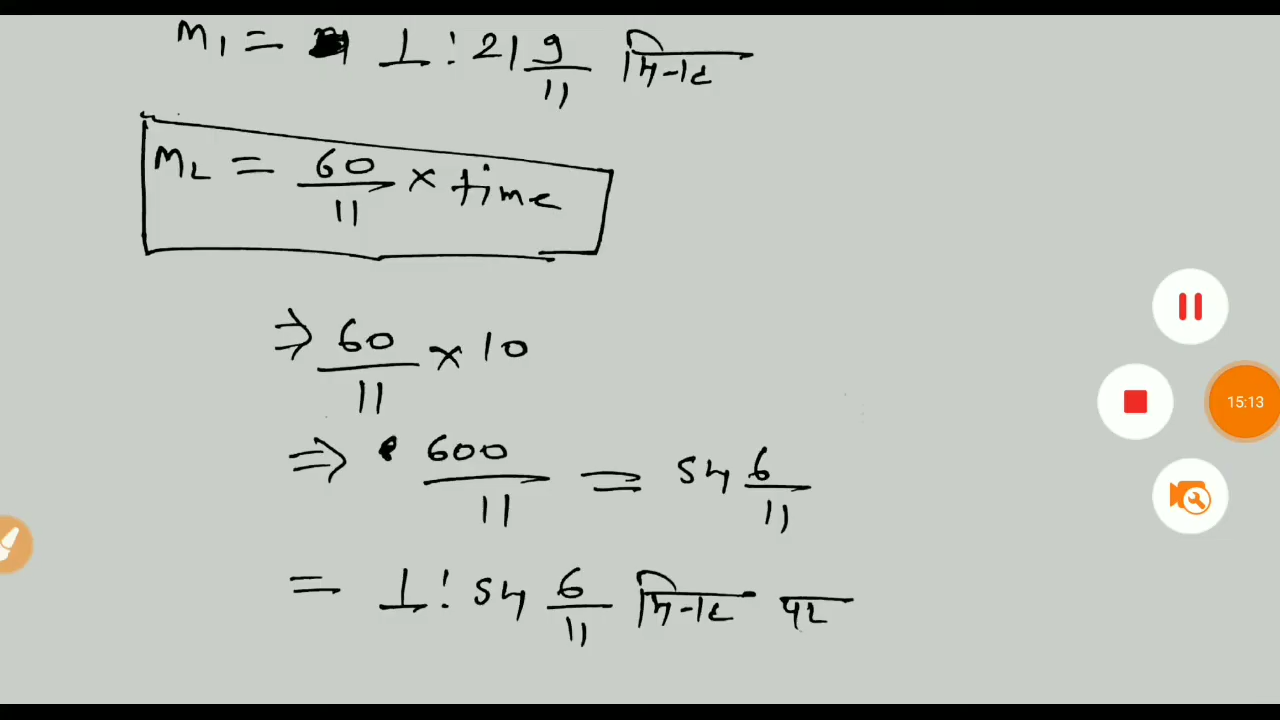 M1 = 1 : 21 9/11 मिनट
M2 = 60/11 × time
⇒ 60/11 × 10
⇒ 600/11 = 54 6/11
= 1 : 54 6/11 मिनट पर
15:13